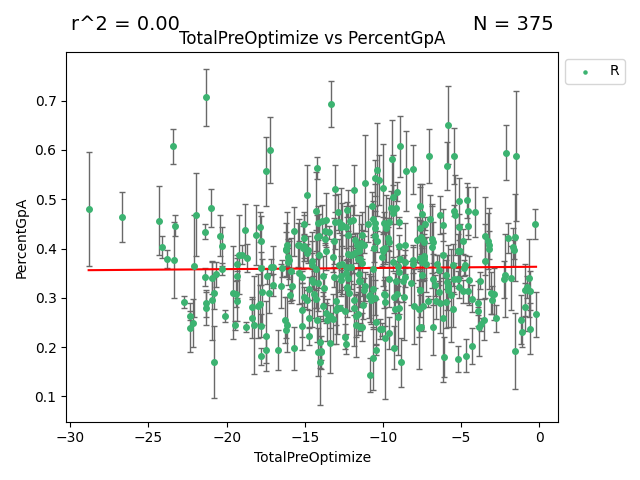 r^2 = 0.00
N = 375
TotalPreOptimize vs PercentGpA
R
PercentGpA
0.7
0.6
0.5
0.4
0.3
0.2
0.1
−30 −25 −20 −15 −10 −5 0
TotalPreOptimize